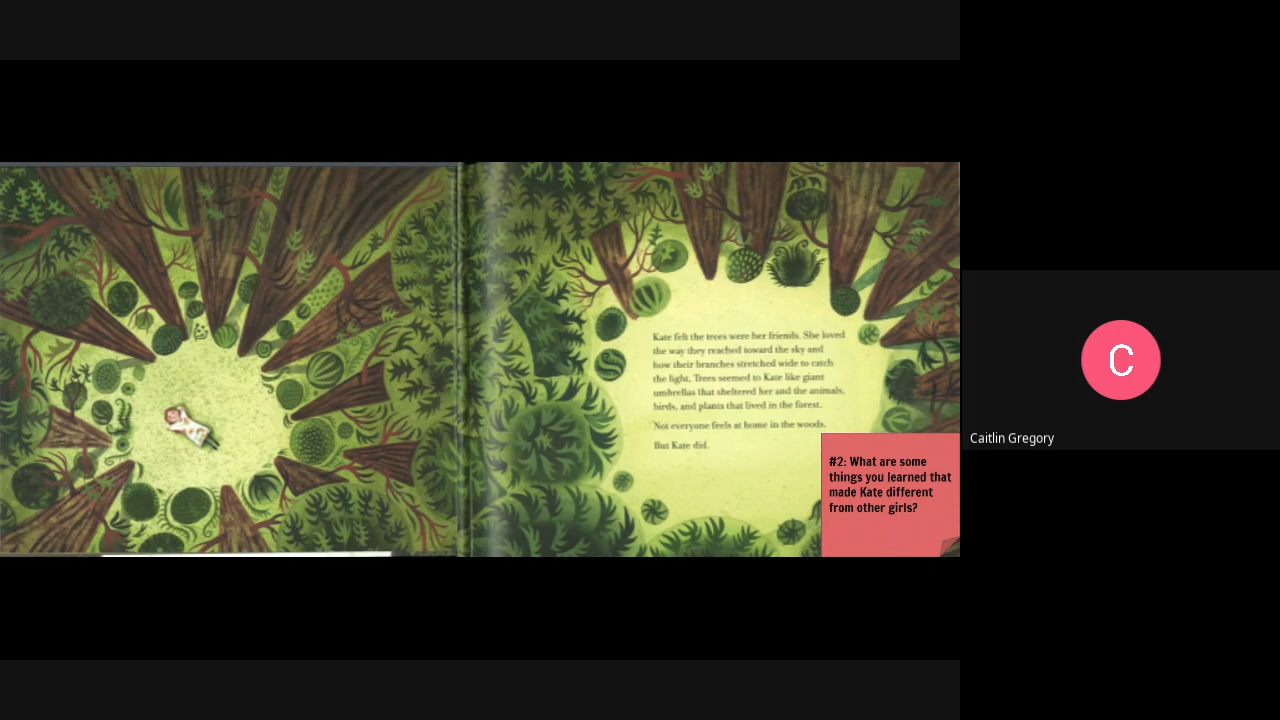 Kate felt the trees were her friends. She loved
the way they reached toward the sky and
how their branches stretched wide to catch
the light. Trees seemed to Kate like giant
umbrellas that sheltered her and the animals,
birds, and plants that lived in the forest.
Not everyone feels at home in the woods.
But Kate did.
#2: What are some
things you learned that
made Kate different
from other girls?
C
Caitlin Gregory